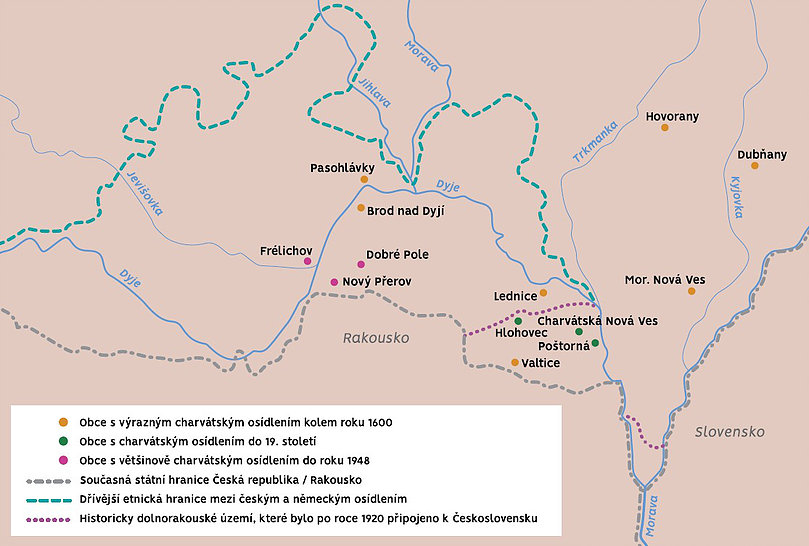 Morava
Jihlava
Hovorany
Trkmanka
Dubňany
Pasohlávky
Jevišovka
Dyje
Kyjovka
Brod nad Dyjí
Frélichov
Dobré Pole
Dyje
Nový Přerov
Mor. Nová Ves
Lednice
Charvátská Nová Ves
Hlohovec
Rakousko
Poštorná
Valtice
Slovensko
Obce s výrazným charvátským osídlením kolem roku 1600
Obce s charvátským osídlením do 19. století
Obce s většinově charvátským osídlením do roku 1948
Současná státní hranice Česká republika / Rakousko
Dřívější etnická hranice mezi českým a německým osídlením
Historicky dolnorakouské území, které bylo po roce 1920 připojeno k Československu
Morava